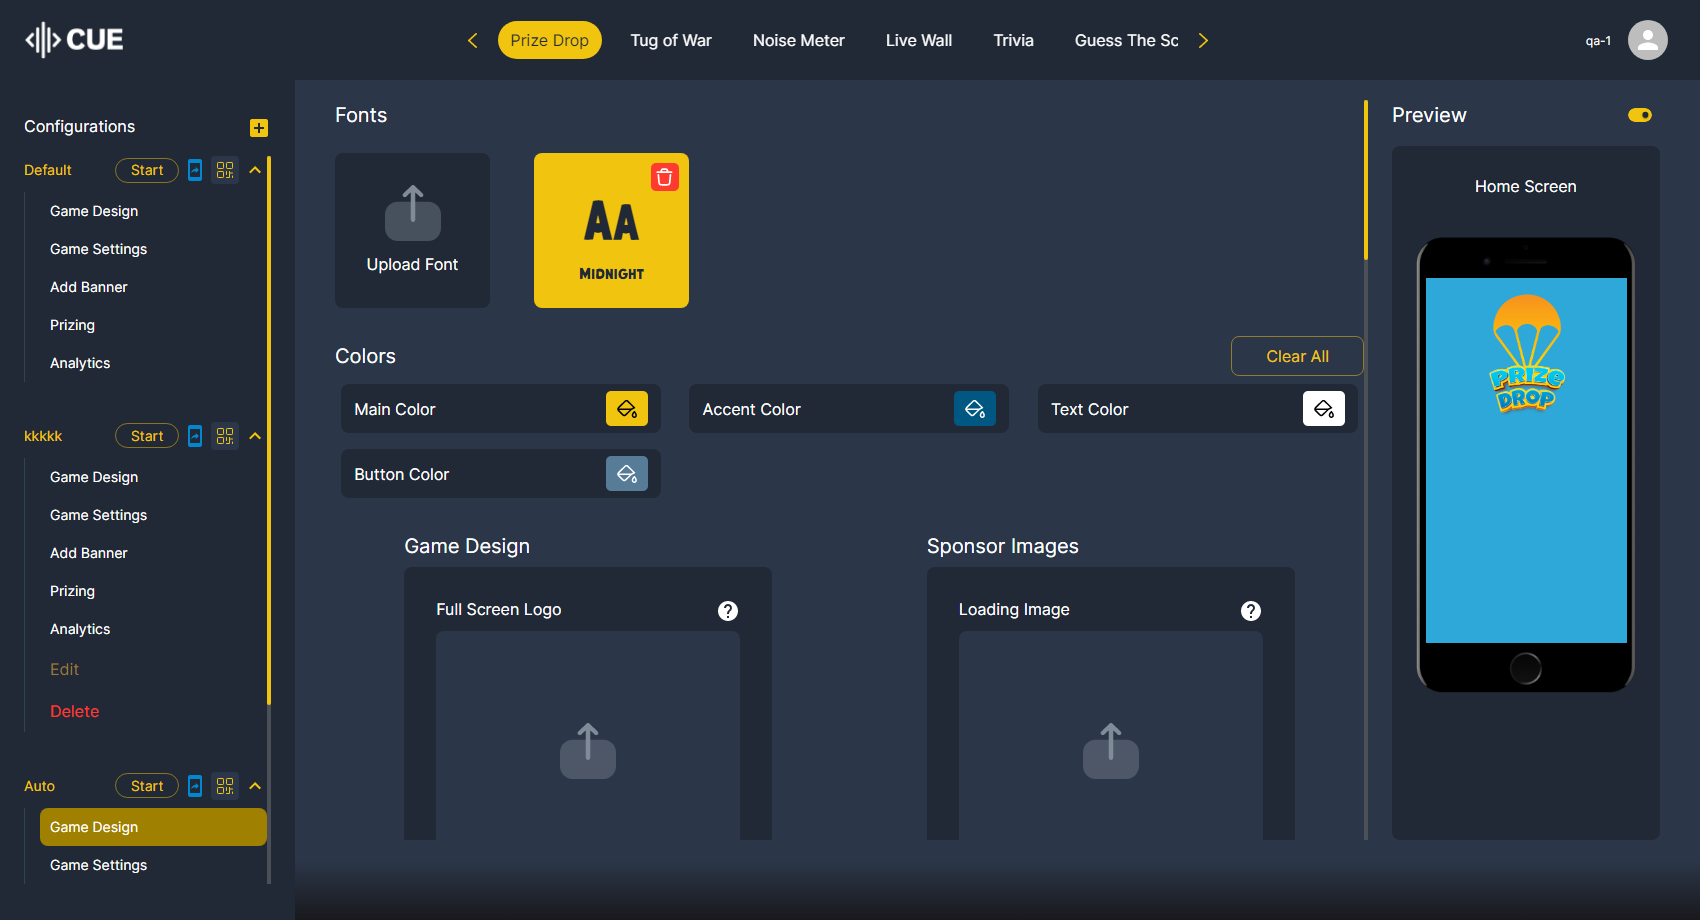 CUE
Prize Drop
Tug of War
Noise Meter
Live Wall
Trivia
Guess The Sc
qa-1
Configurations
Default
Start
Game Design
Game Settings
Add Banner
Prizing
Analytics
kkkkk
Start
Game Design
Game Settings
Add Banner
Prizing
Analytics
Edit
Delete
Auto
Start
Game Design
Game Settings
Fonts
Upload Font
AA
MIDNIGHT
Colors
Clear All
Main Color
Accent Color
Text Color
Button Color
Game Design
Sponsor Images
Full Screen Logo
?
Loading Image
?
Preview
Home Screen
PRIZE
DROP